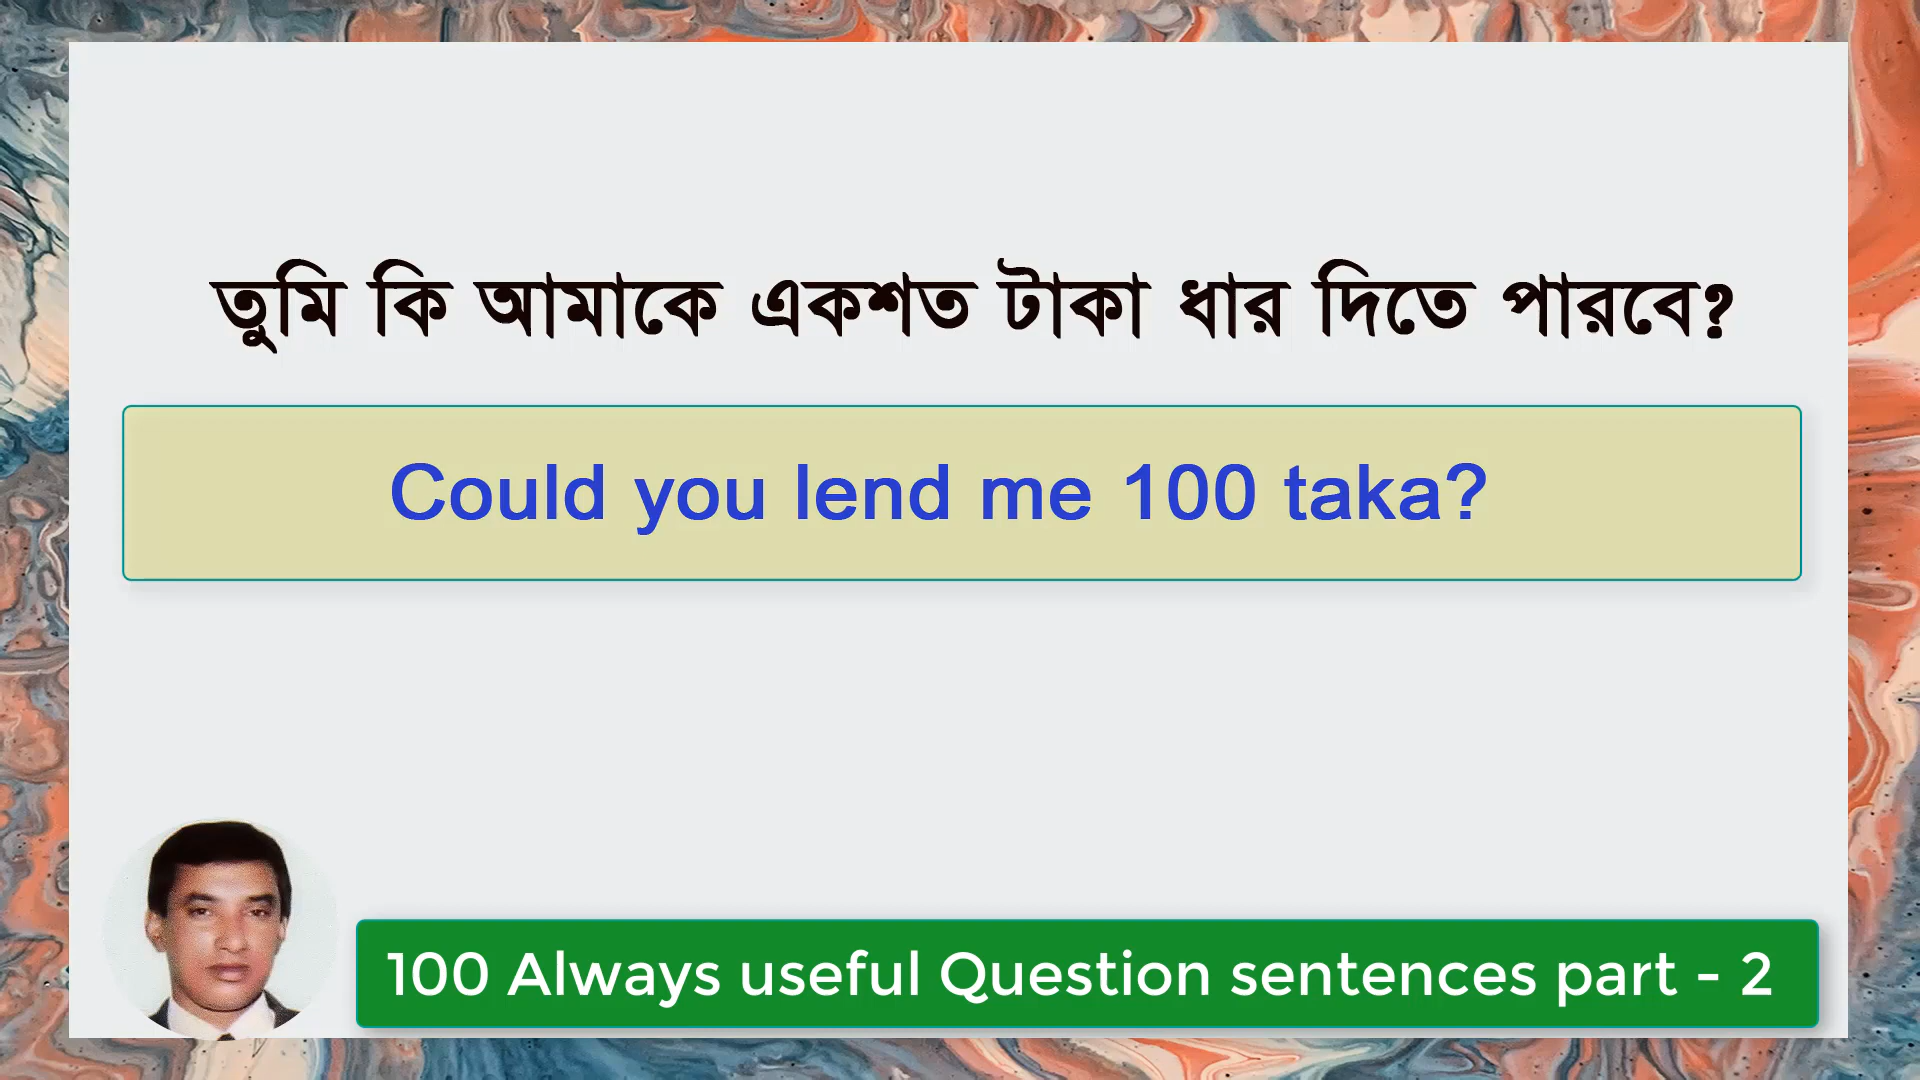 তুমি কি আমাকে একশত টাকা ধার দিতে পারবে?
Could you lend me 100 taka?
100 Always useful Question sentences part - 2